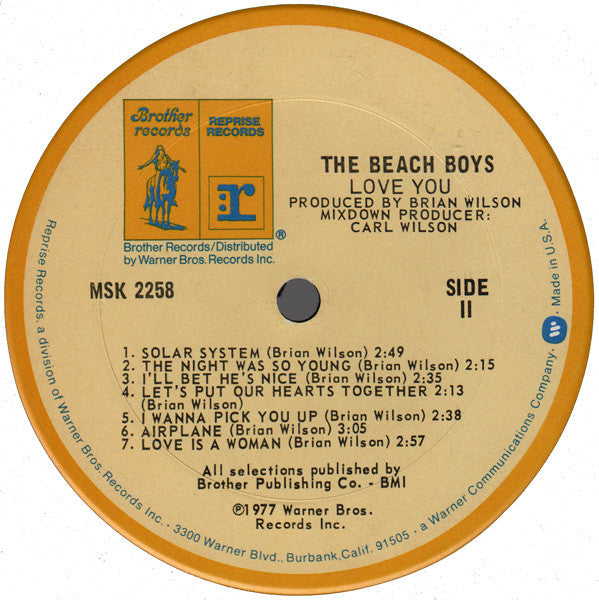 Brother
records
REPRISE
RECORDS
r
®
Brother Records/Distributed
by Warner Bros. Records Inc.
THE BEACH BOYS
LOVE YOU
PRODUCED BY BRIAN WILSON
MIXDOWN PRODUCER:
CARL WILSON
MSK 2258
SIDE
II
1. SOLAR SYSTEM (Brian Wilson) 2:49
2. THE NIGHT WAS SO YOUNG (Brian Wilson) 2:15
3. I'LL BET HE'S NICE (Brian Wilson) 2:35
4. LET'S PUT OUR HEARTS TOGETHER 2:13
(Brian Wilson)
5. I WANNA PICK YOU UP (Brian Wilson) 2:38
6. AIRPLANE (Brian Wilson) 3:05
7. LOVE IS A WOMAN (Brian Wilson) 2:57
All selections published by
Brother Publishing Co. - BMI
℗1977 Warner Bros.
Records Inc.
Reprise Records, a division of Warner Bros. Records Inc. · 3300 Warner Blvd., Burbank, Calif. 91505 · a Warner Communications Company · W · Made in U.S.A.